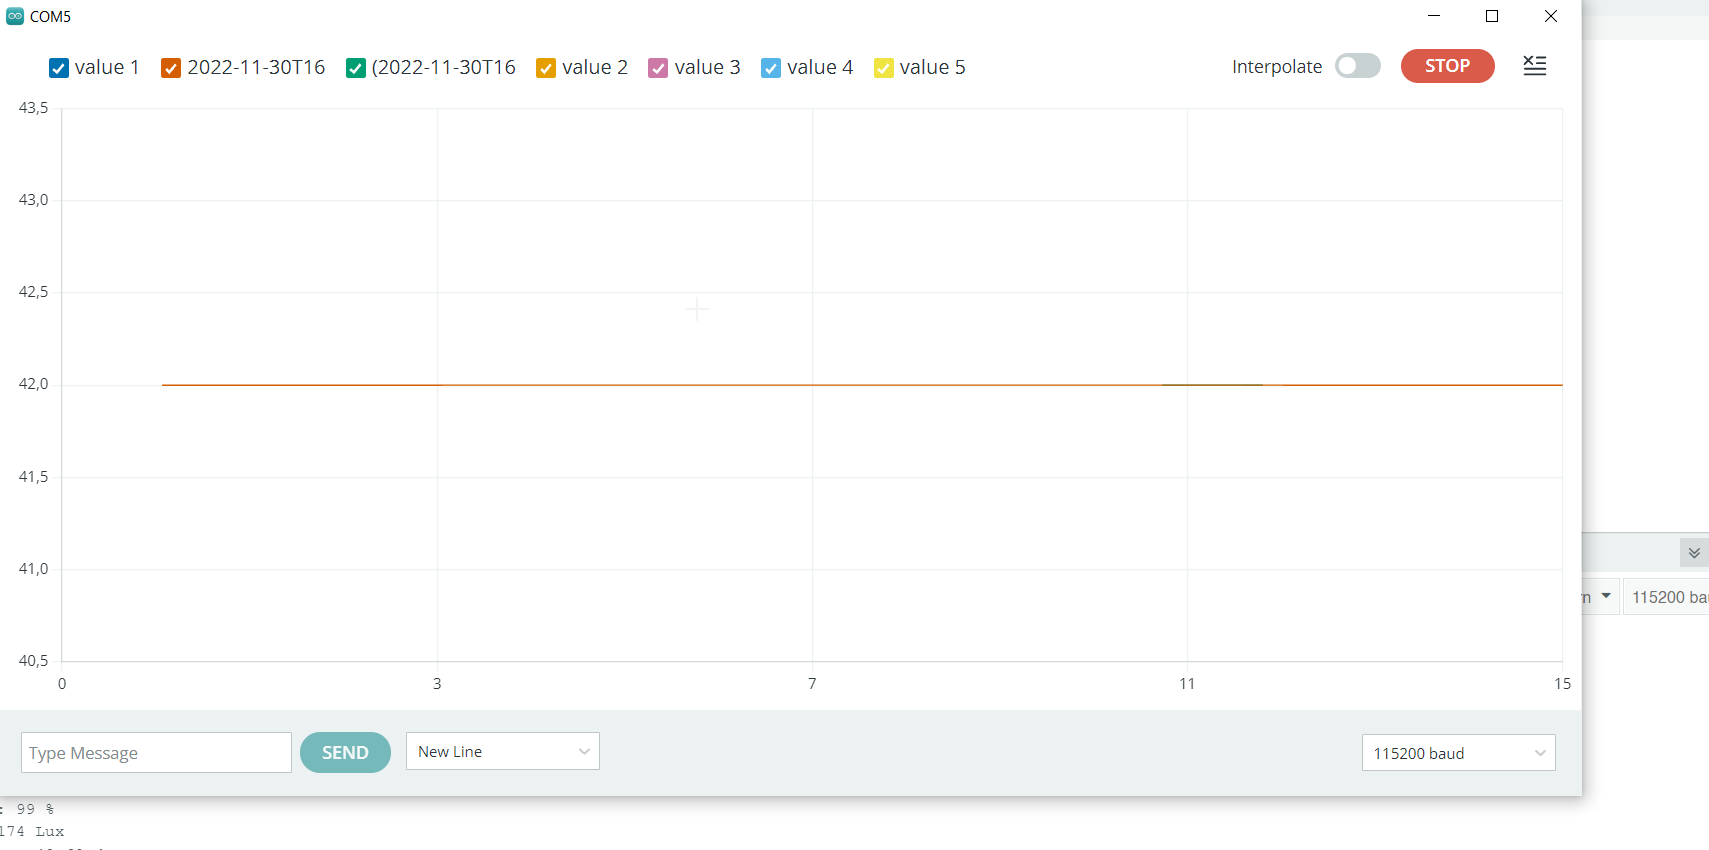 COM5
value 1 2022-11-30T16 (2022-11-30T16 value 2 value 3 value 4 value 5 Interpolate STOP
43,5
43,0
42,5
42,0
41,5
41,0
40,5
0 3 7 11 15
115200 bau
Type Message SEND New Line 115200 baud
: 99 %
174 Lux